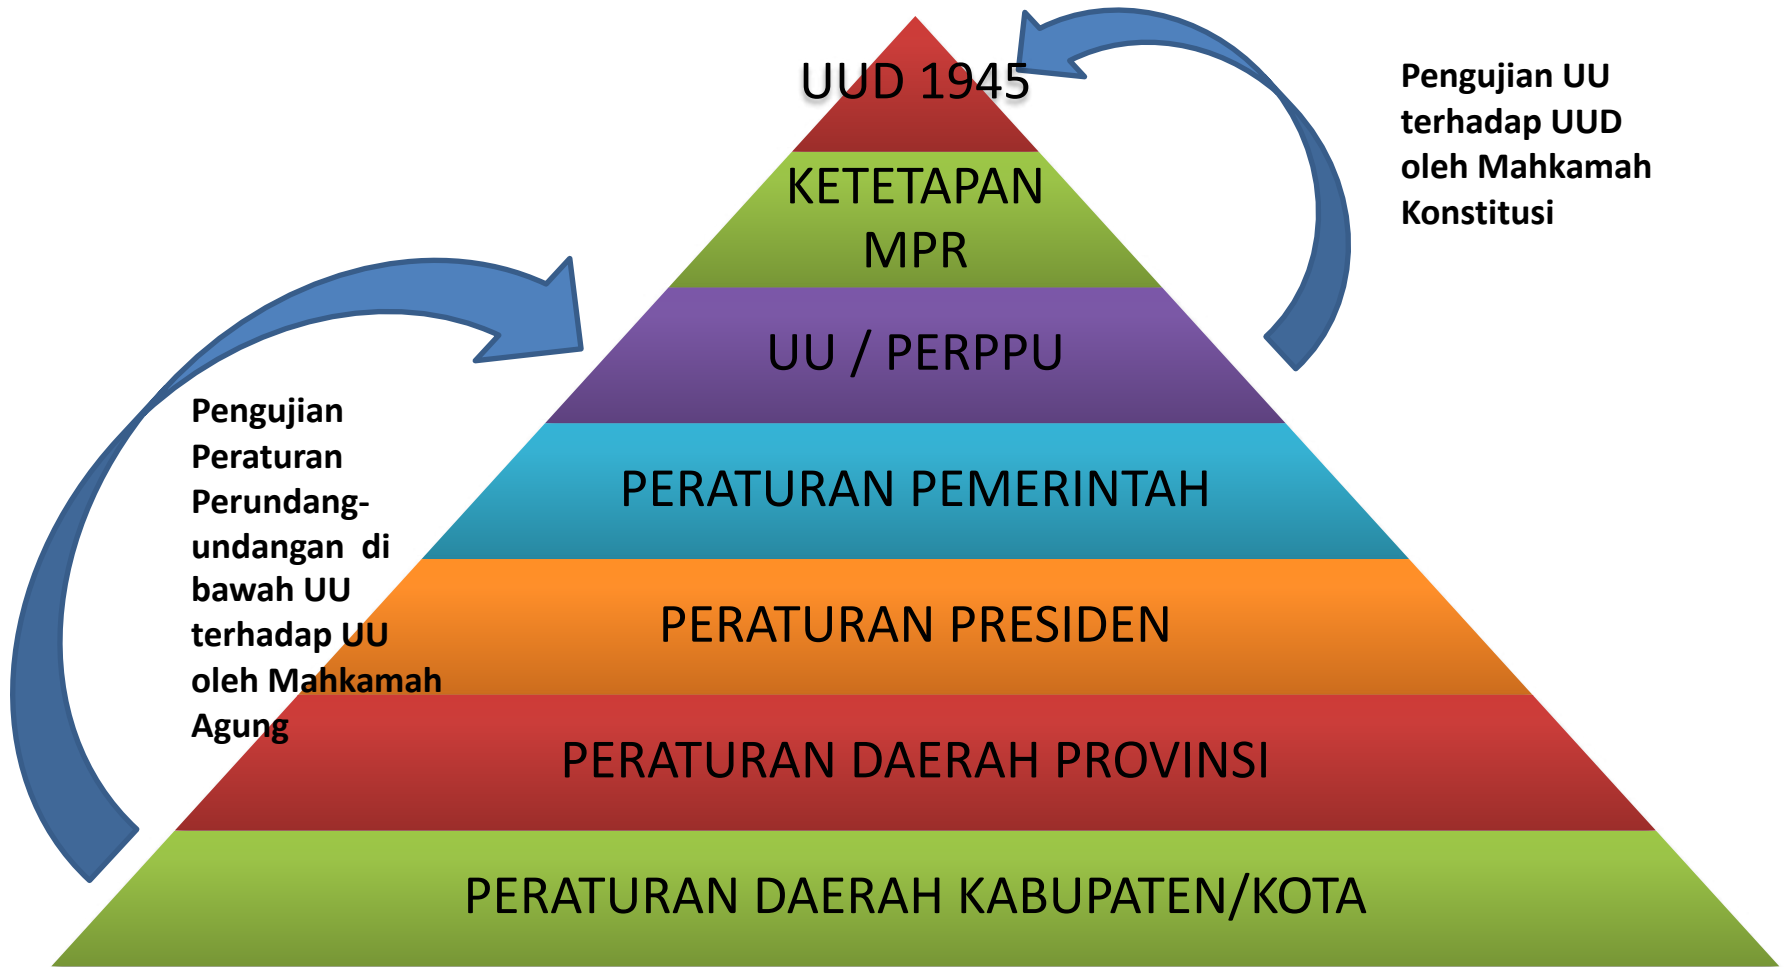 UUD 1945
KETETAPAN
MPR
UU / PERPPU
PERATURAN PEMERINTAH
PERATURAN PRESIDEN
PERATURAN DAERAH PROVINSI
PERATURAN DAERAH KABUPATEN/KOTA
Pengujian UU
terhadap UUD
oleh Mahkamah
Konstitusi
Pengujian
Peraturan
Perundang-
undangan  di
bawah UU
terhadap UU
oleh Mahkamah
Agung